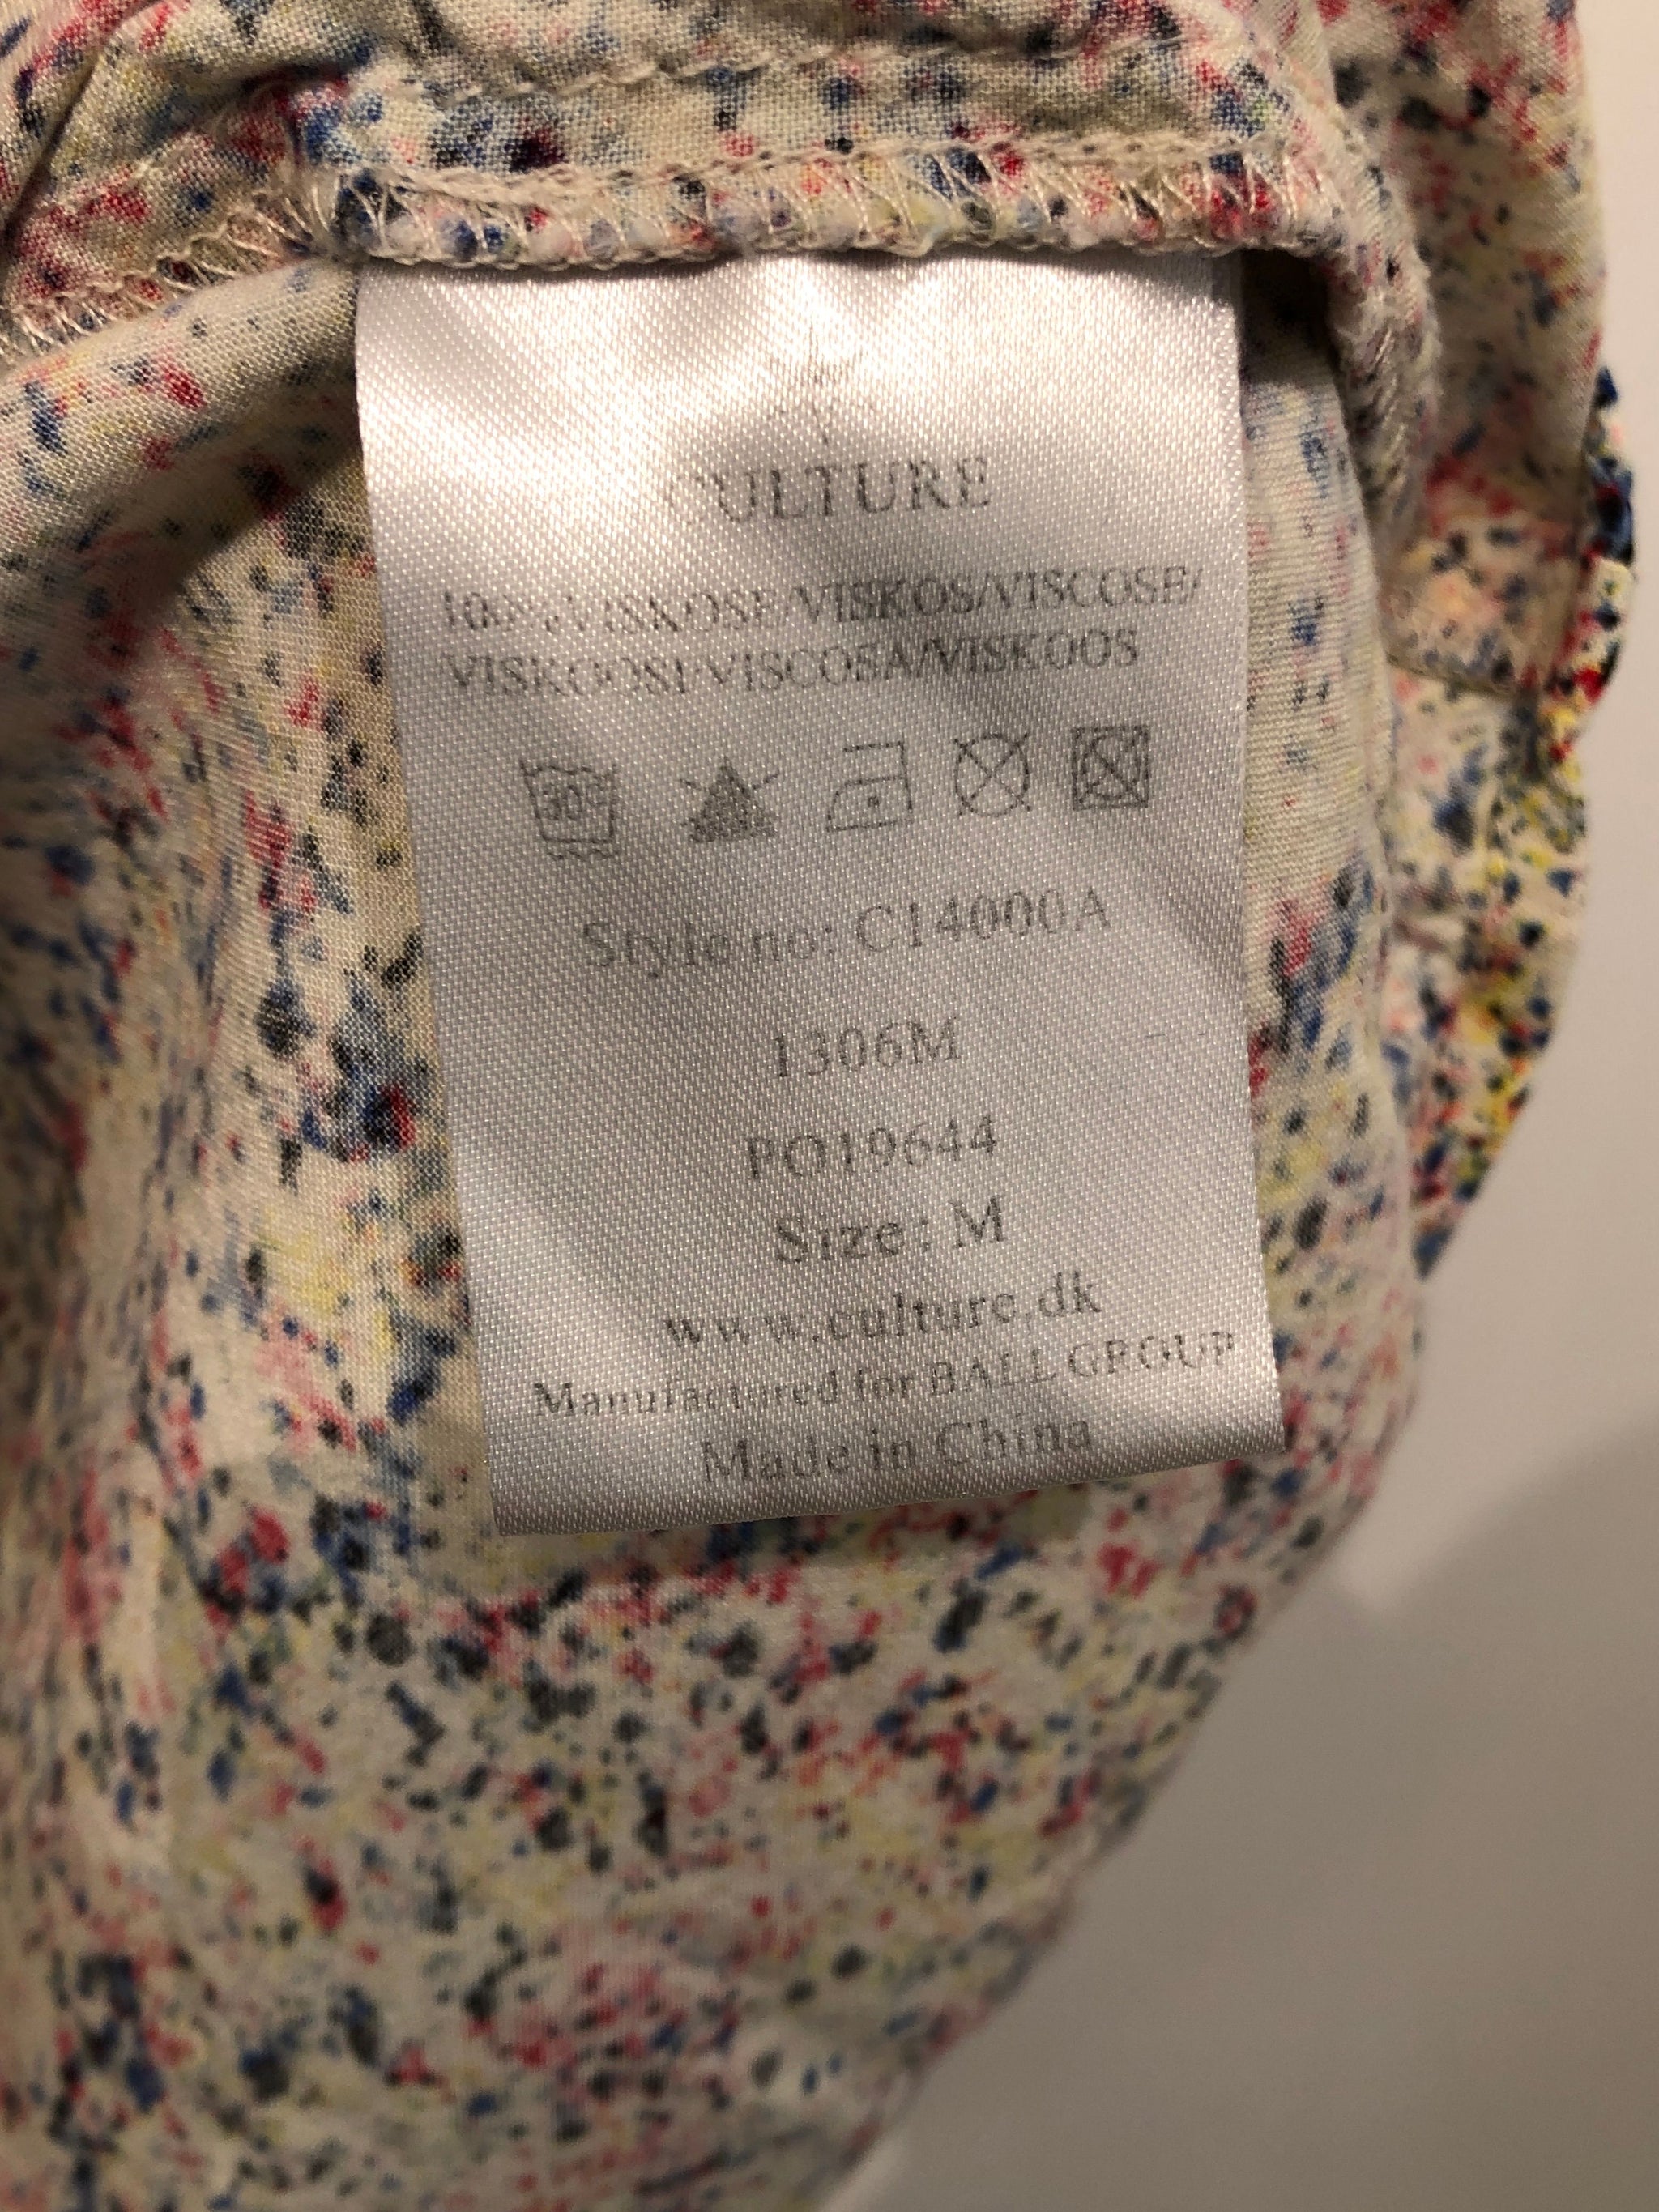 CULTURE
100% VISKOSE/VISKOS/VISCOSE/
VISKOOSI/VISCOSA/VISKOOS
30°
Style no: C14000A
1306M
PO19644
Size: M
www.culture.dk
Manufactured for BALL GROUP
Made in China